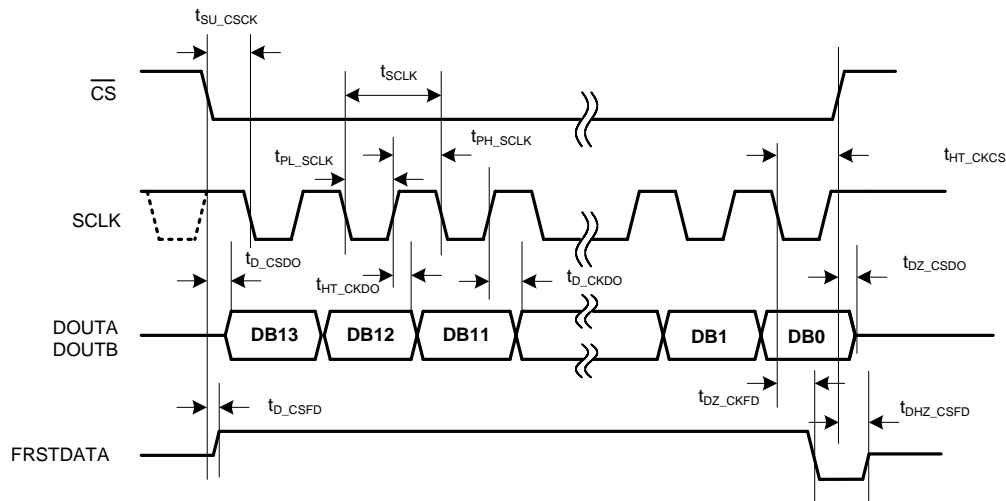 t_SU_CSCK
t_SCLK
CS
t_PH_SCLK
t_PL_SCLK
t_HT_CKCS
SCLK
t_D_CSDO
t_HT_CKDO
t_D_CKDO
t_DZ_CSDO
DOUTA
DOUTB
DB13 DB12 DB11 DB1 DB0
t_DZ_CKFD
t_D_CSFD
t_DHZ_CSFD
FRSTDATA